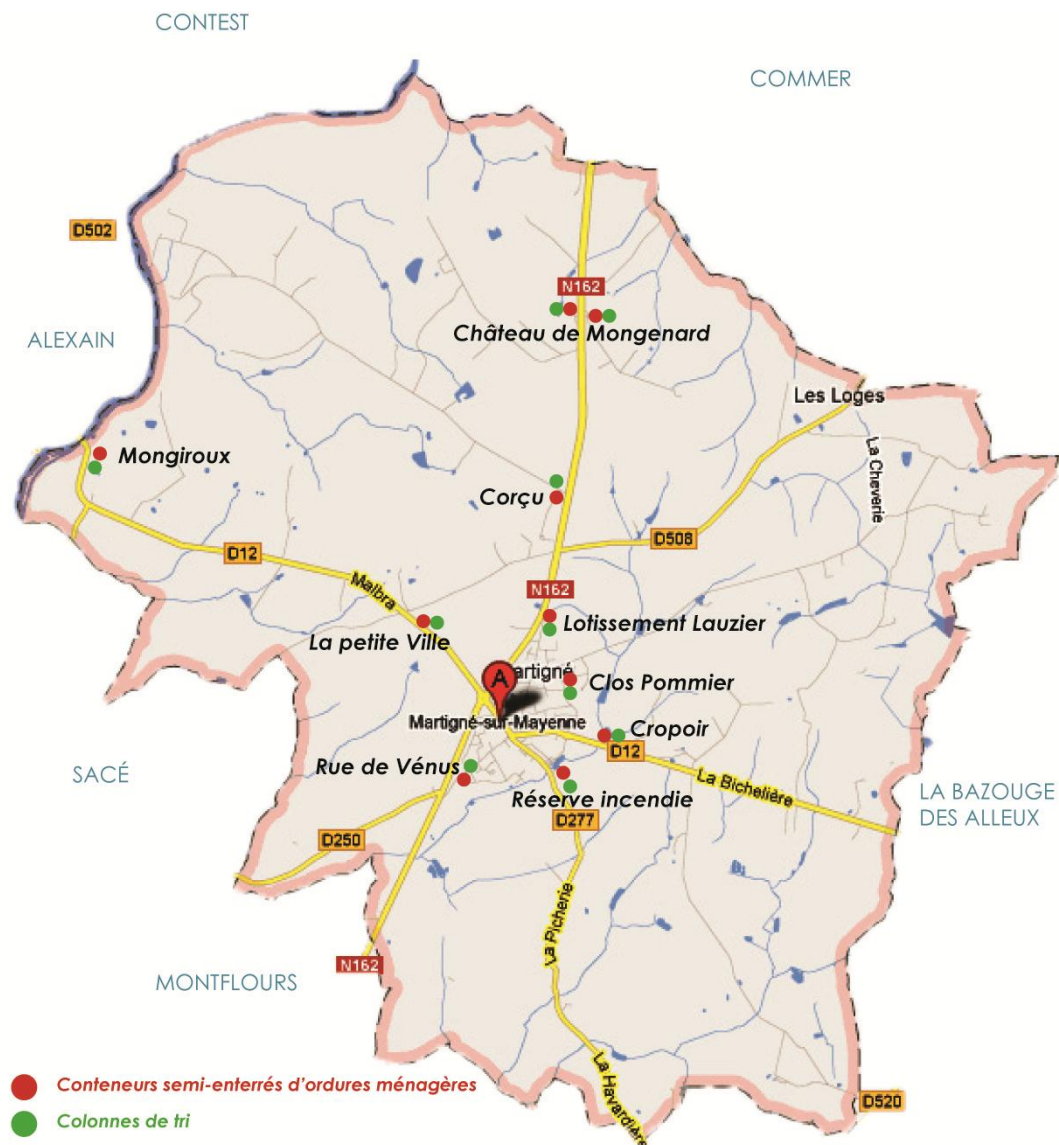 CONTEST
COMMER
D502
N162
Château de Mongenard
ALEXAIN
Les Loges
La Cheverie
Mongiroux
Corçu
D12
D508
Malbra
N162
La petite Ville
Lotissement Lauzier
artigné
A
Clos Pommier
Martigné-sur-Mayenne
Cropoir
D12
SACÉ
Rue de Vénus
La Bichelière
LA BAZOUGE
DES ALLEUX
Réserve incendie
D277
D250
La Picherie
N162
MONTFLOURS
La Havardière
Conteneurs semi-enterrés d'ordures ménagères
D520
Colonnes de tri